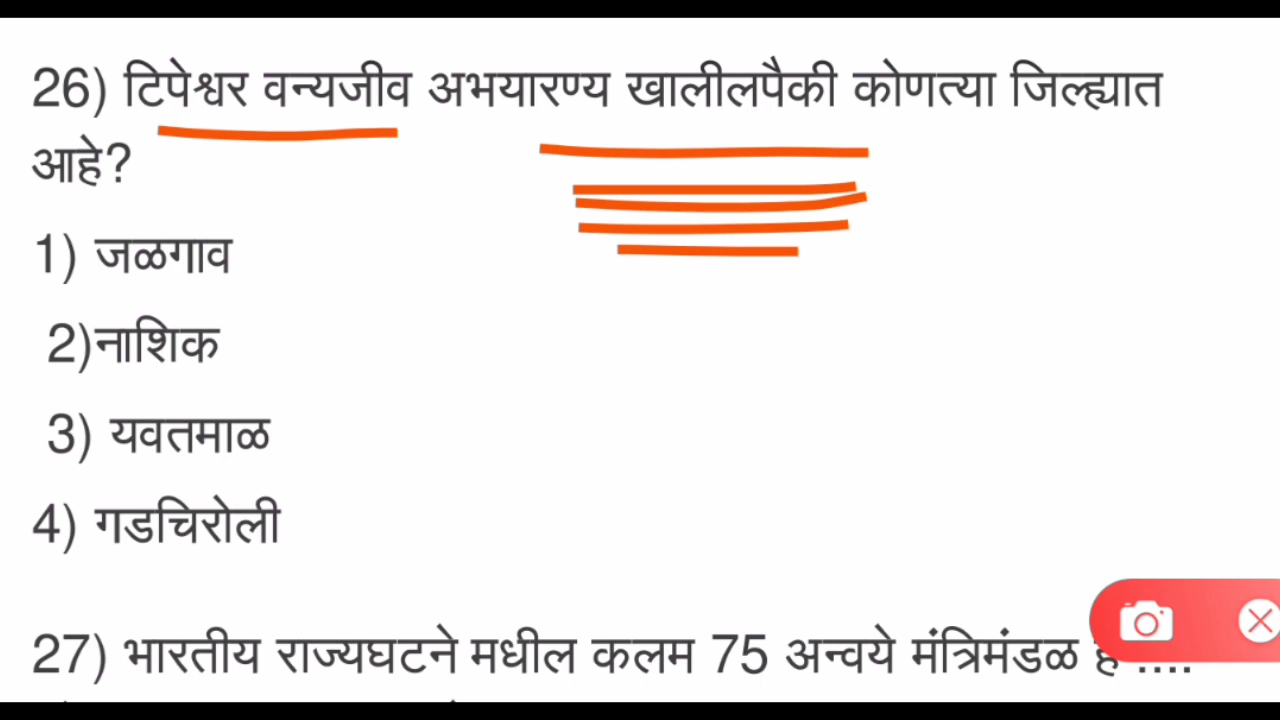 26) टिपेश्वर वन्यजीव अभयारण्य खालीलपैकी कोणत्या जिल्ह्यात
आहे?
1) जळगाव
2)नाशिक
3) यवतमाळ
4) गडचिरोली
27) भारतीय राज्यघटने मधील कलम 75 अन्वये मंत्रिमंडळ ....